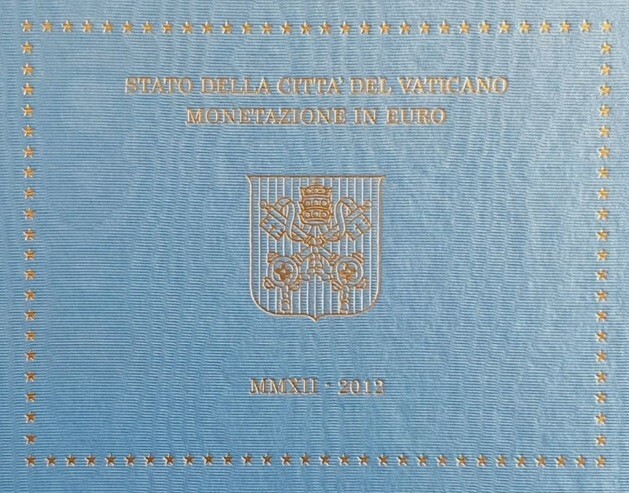 STATO DELLA CITTA' DEL VATICANO
MONETAZIONE IN EURO
MMXII - 2012